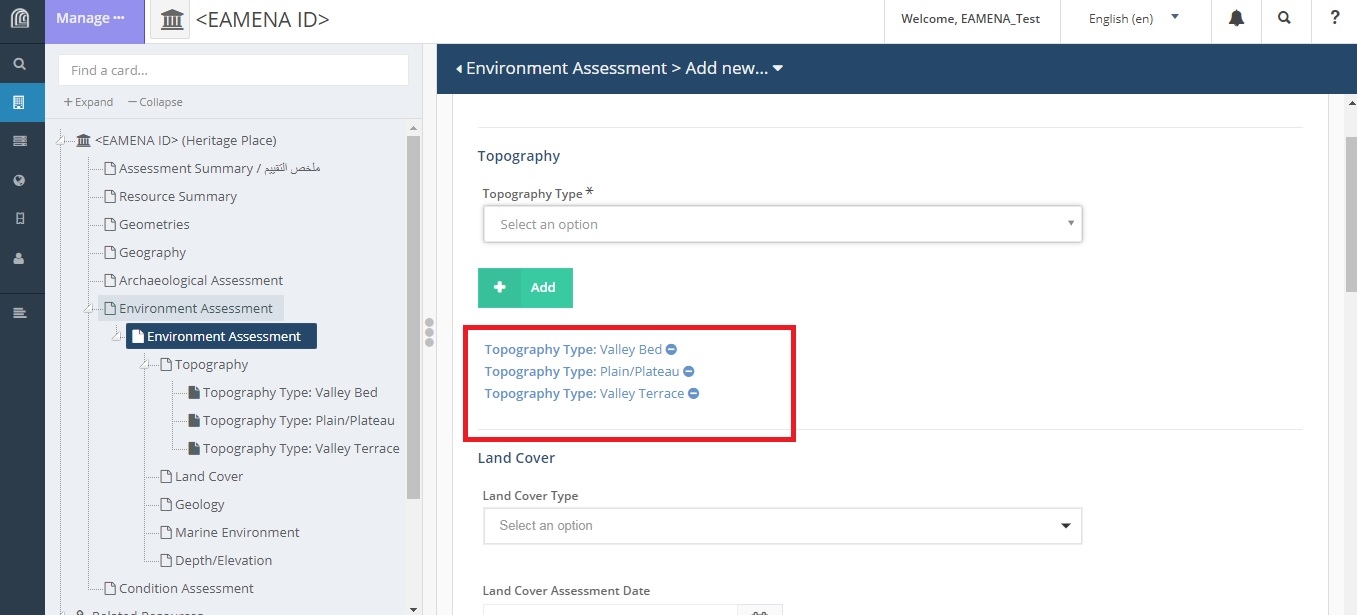 Manage
<EAMENA ID>
Welcome, EAMENA_Test
English (en)
?
Find a card...
+ Expand − Collapse
<EAMENA ID> (Heritage Place)
Assessment Summary / ملخص التقييم
Resource Summary
Geometries
Geography
Archaeological Assessment
Environment Assessment
Environment Assessment
Topography
Topography Type: Valley Bed
Topography Type: Plain/Plateau
Topography Type: Valley Terrace
Land Cover
Geology
Marine Environment
Depth/Elevation
Condition Assessment
Related Resources
Environment Assessment > Add new...
Topography
Topography Type *
Select an option
+ Add
Topography Type: Valley Bed
Topography Type: Plain/Plateau
Topography Type: Valley Terrace
Land Cover
Land Cover Type
Select an option
Land Cover Assessment Date